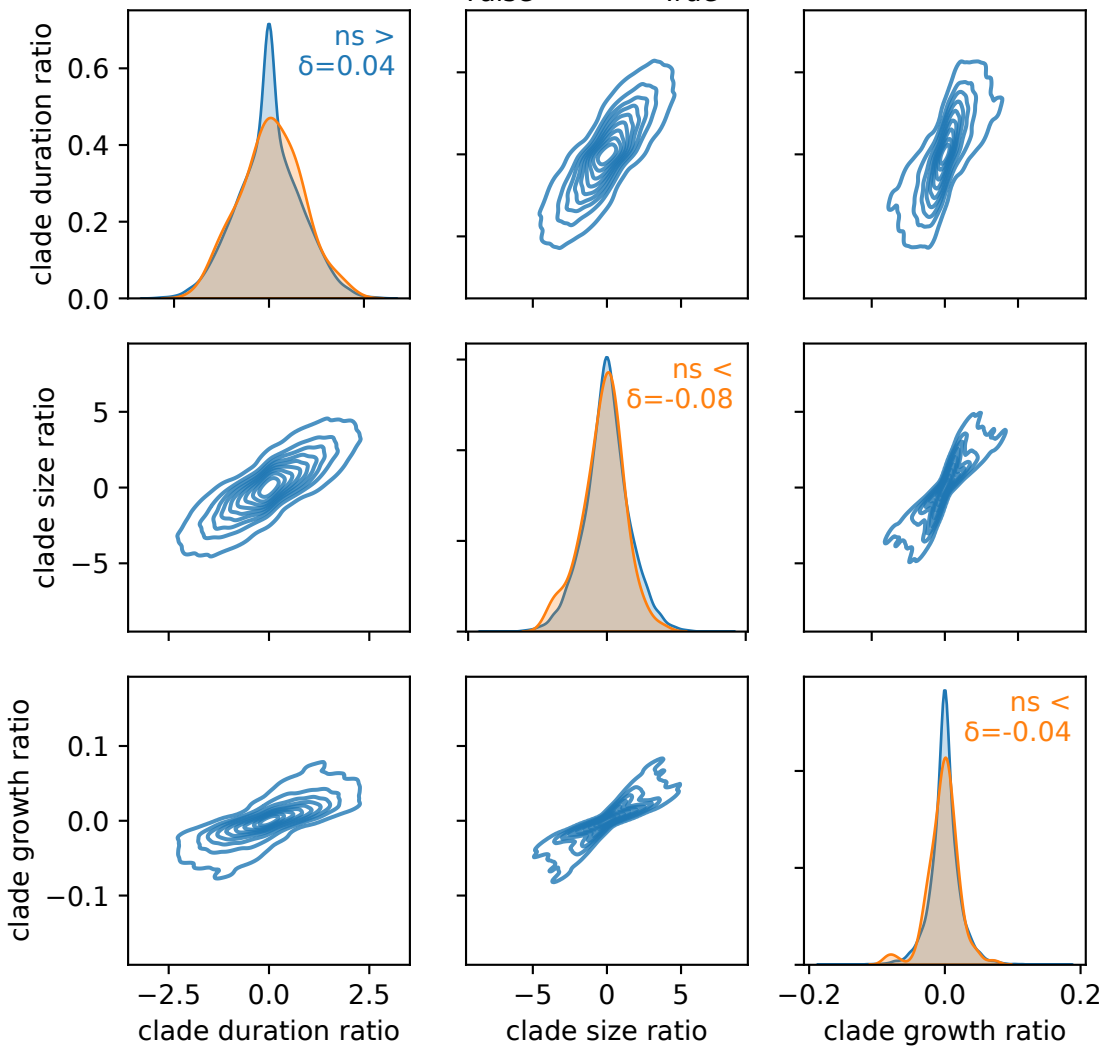 clade duration ratio
0.6
0.4
0.2
0.0
ns >
δ=0.04
clade size ratio
5
0
−5
ns <
δ=-0.08
clade growth ratio
0.1
0.0
−0.1
ns <
δ=-0.04
−2.5 0.0 2.5
−5 0 5
−0.2 0.0 0.2
clade duration ratio
clade size ratio
clade growth ratio